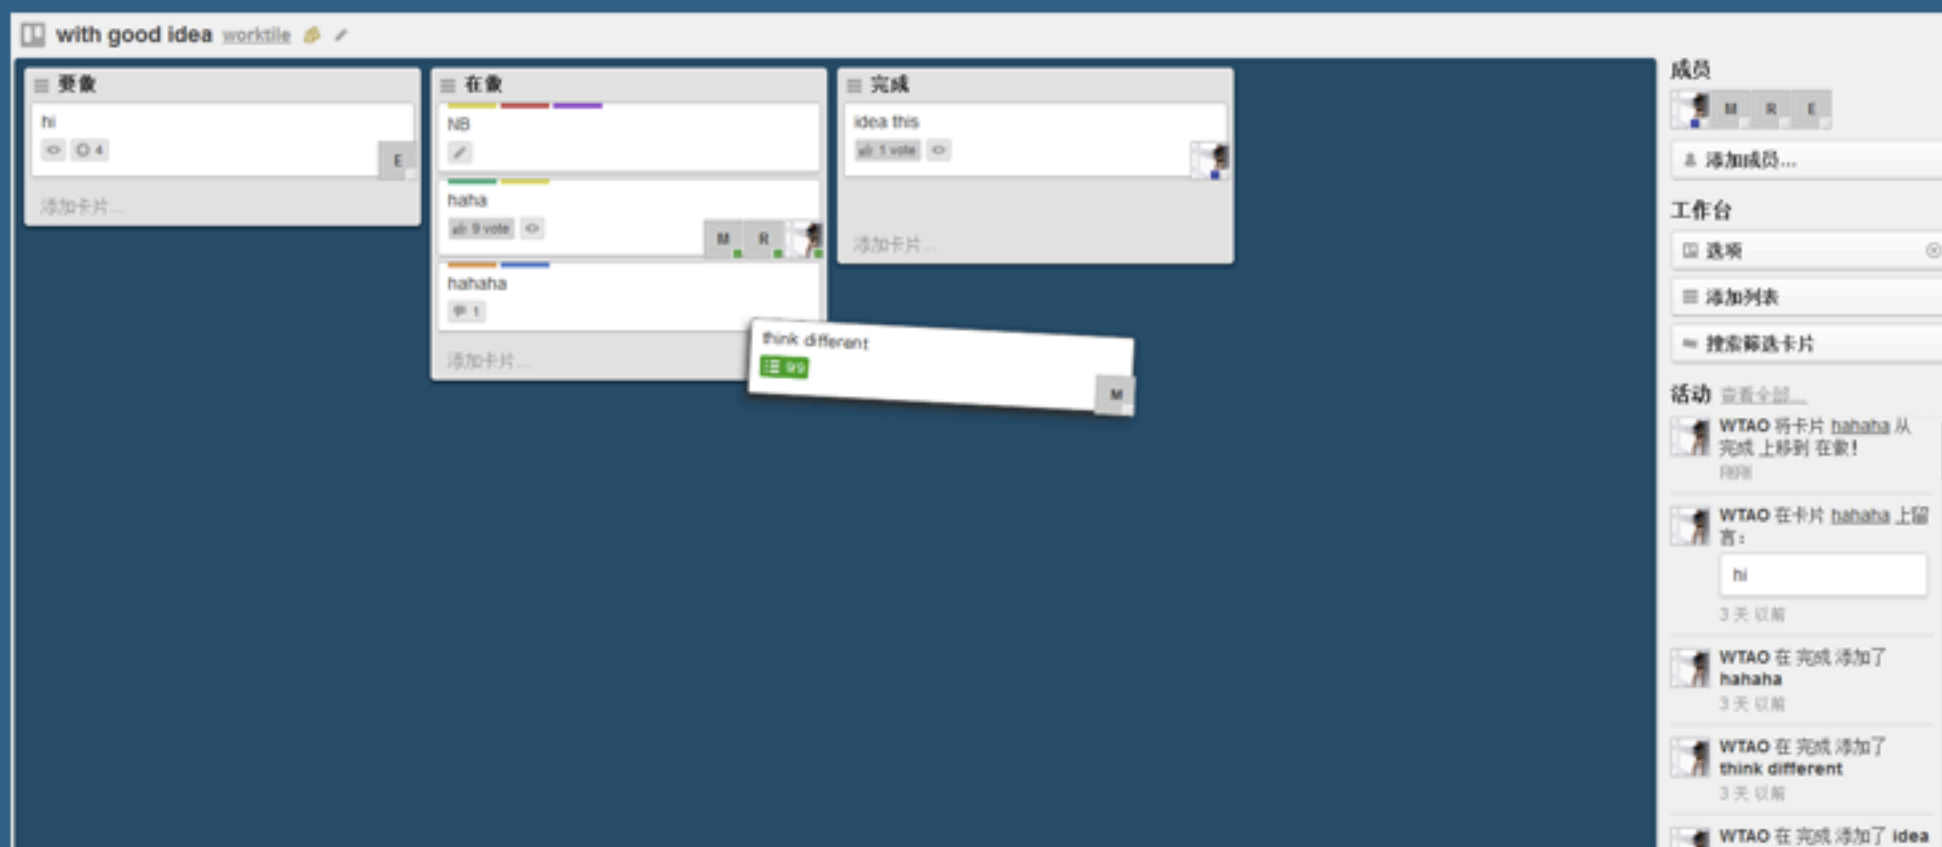 with good idea worktile
要做
hi
4
E
添加卡片...
在做
NB
haha
9 vote
M R
hahaha
1
添加卡片...
完成
idea this
1 vote
添加卡片...
think different
9/9
M
成员
M R E
添加成员...
工作台
选项
添加列表
搜索筛选卡片
活动 查看全部...
WTAO 将卡片 hahaha 从
完成 上移到 在做!
刚刚
WTAO 在卡片 hahaha 上留
言:
hi
3 天 以前
WTAO 在 完成 添加了
hahaha
3 天 以前
WTAO 在 完成 添加了
think different
3 天 以前
WTAO 在 完成 添加了 idea